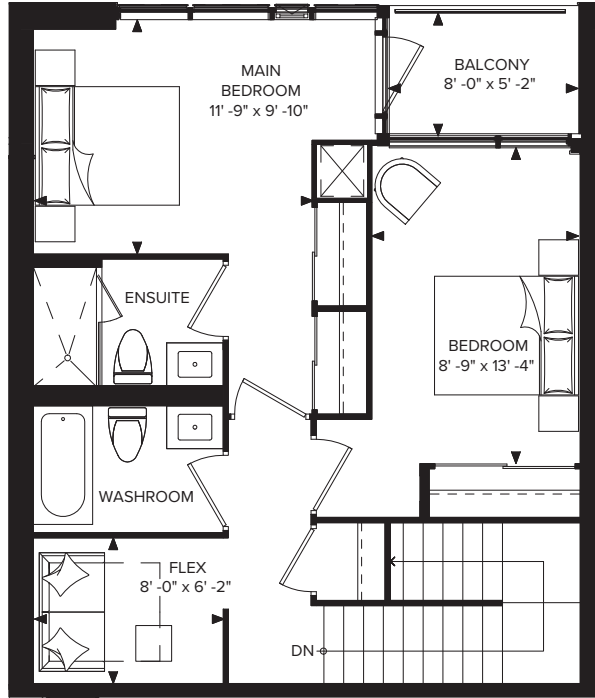 MAIN
BEDROOM
11' -9" x 9' -10"
BALCONY
8' -0" x 5' -2"
ENSUITE
BEDROOM
8' -9" x 13' -4"
WASHROOM
FLEX
8' -0" x 6' -2"
DN